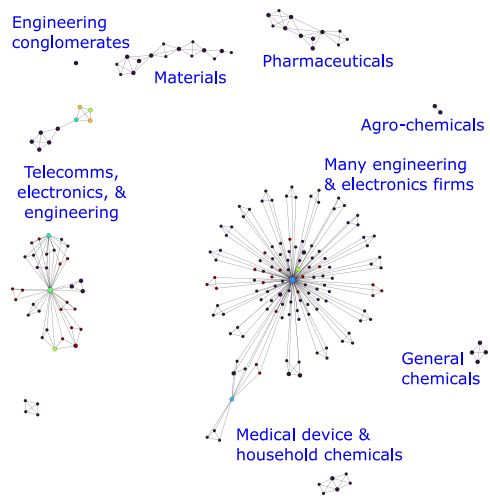 Engineering
conglomerates
Materials
Pharmaceuticals
Agro-chemicals
Telecomms,
electronics, &
engineering
Many engineering
& electronics firms
General
chemicals
Medical device &
household chemicals